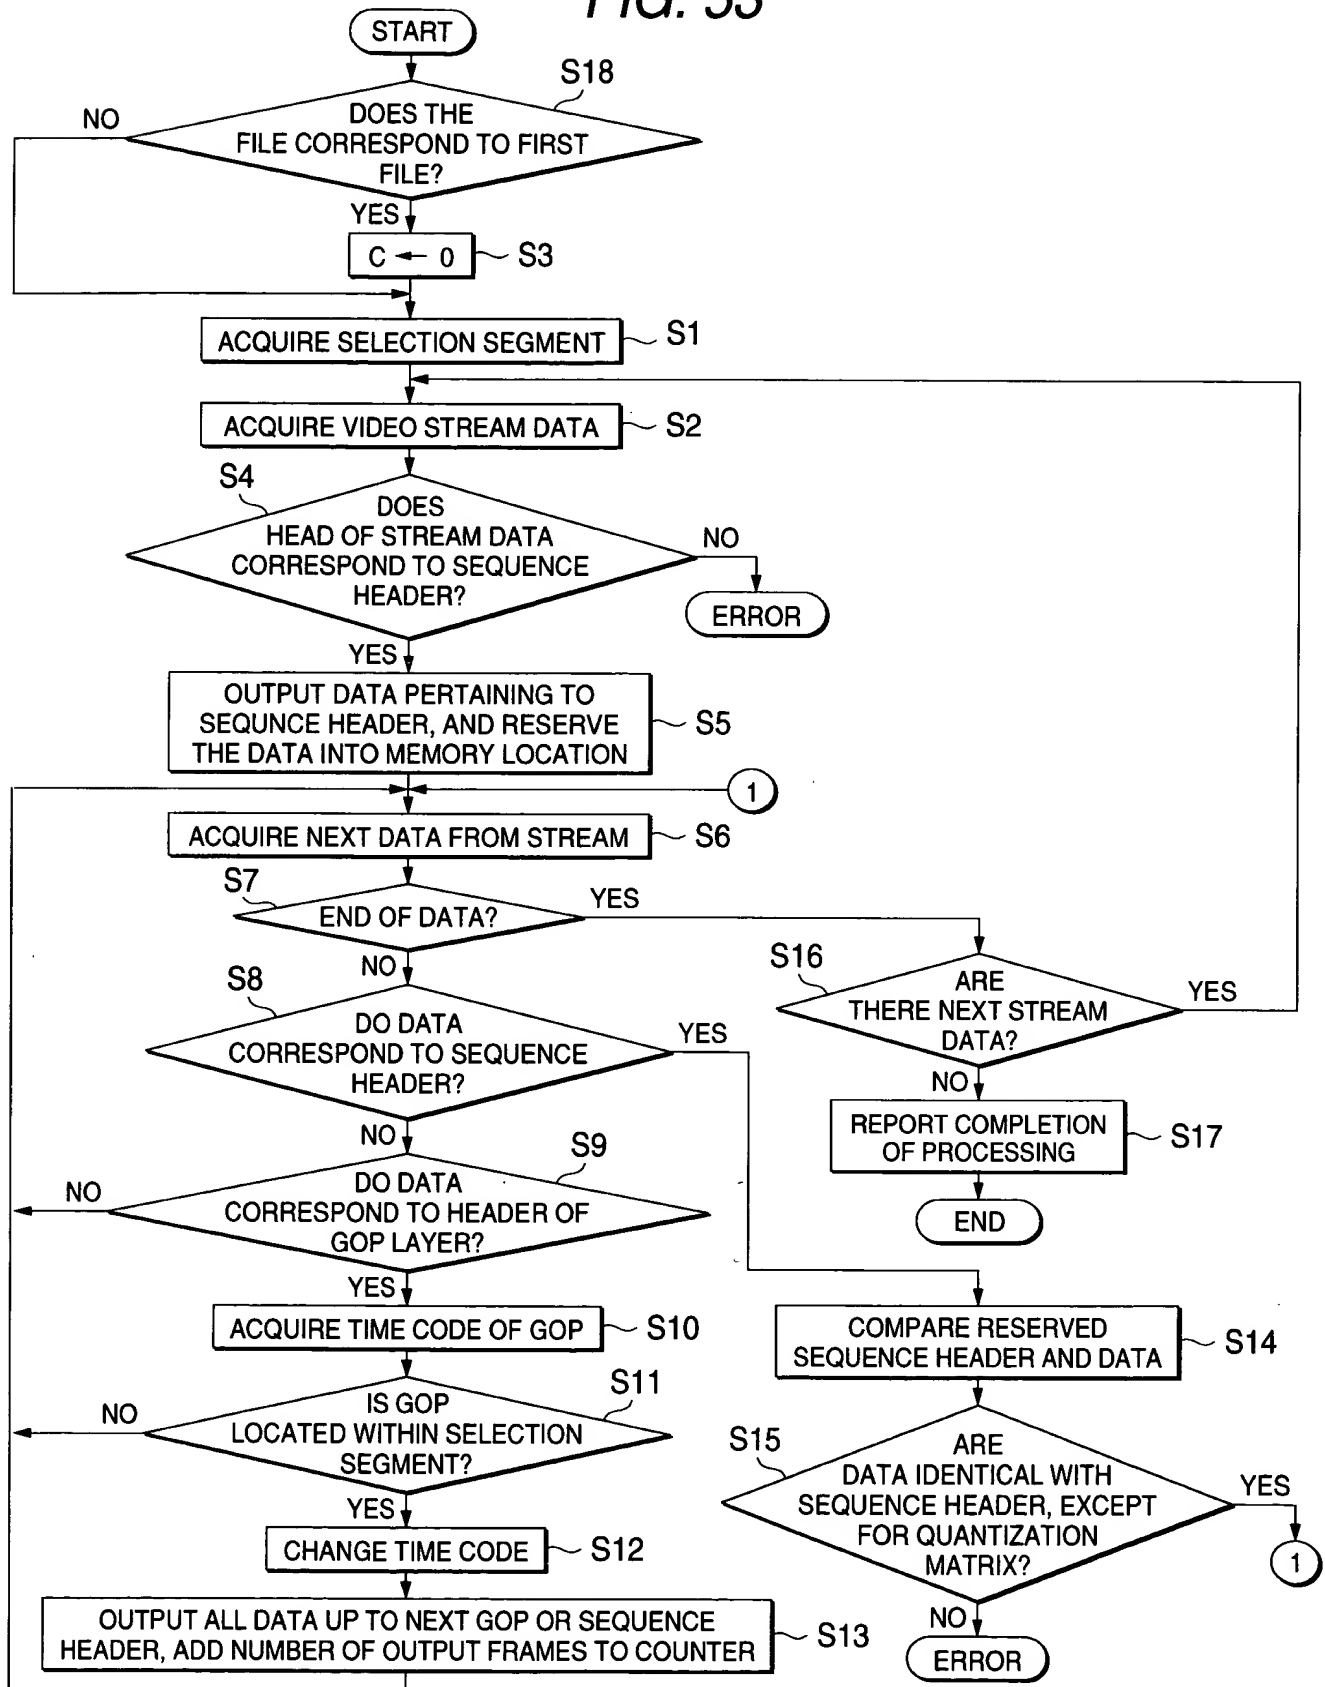 FIG. 53
START
S18
DOES THE
FILE CORRESPOND TO FIRST
FILE?
NO
YES
C ← 0
S3
ACQUIRE SELECTION SEGMENT
S1
ACQUIRE VIDEO STREAM DATA
S2
S4
DOES
HEAD OF STREAM DATA
CORRESPOND TO SEQUENCE
HEADER?
NO
ERROR
YES
OUTPUT DATA PERTAINING TO
SEQUNCE HEADER, AND RESERVE
THE DATA INTO MEMORY LOCATION
S5
1
ACQUIRE NEXT DATA FROM STREAM
S6
S7
END OF DATA?
YES
NO
S16
ARE
THERE NEXT STREAM
DATA?
YES
NO
REPORT COMPLETION
OF PROCESSING
S17
END
S8
DO DATA
CORRESPOND TO SEQUENCE
HEADER?
YES
NO
S9
DO DATA
CORRESPOND TO HEADER OF
GOP LAYER?
NO
YES
ACQUIRE TIME CODE OF GOP
S10
S11
IS GOP
LOCATED WITHIN SELECTION
SEGMENT?
NO
YES
CHANGE TIME CODE
S12
OUTPUT ALL DATA UP TO NEXT GOP OR SEQUENCE
HEADER, ADD NUMBER OF OUTPUT FRAMES TO COUNTER
S13
COMPARE RESERVED
SEQUENCE HEADER AND DATA
S14
S15
ARE
DATA IDENTICAL WITH
SEQUENCE HEADER, EXCEPT
FOR QUANTIZATION
MATRIX?
YES
1
NO
ERROR